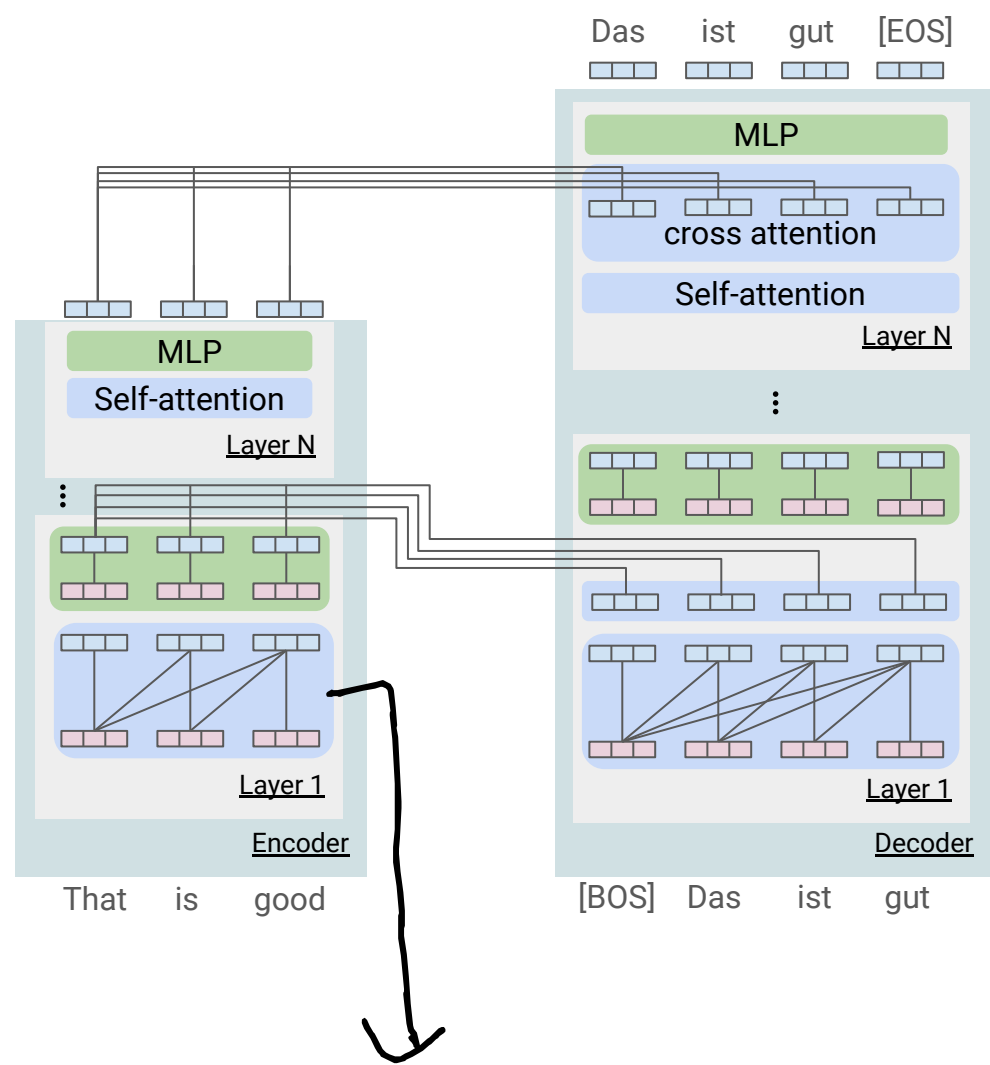 Das ist gut [EOS]
MLP
cross attention
Self-attention
Layer N
MLP
Self-attention
Layer N
Layer 1
Encoder
That is good
Layer 1
Decoder
[BOS] Das ist gut